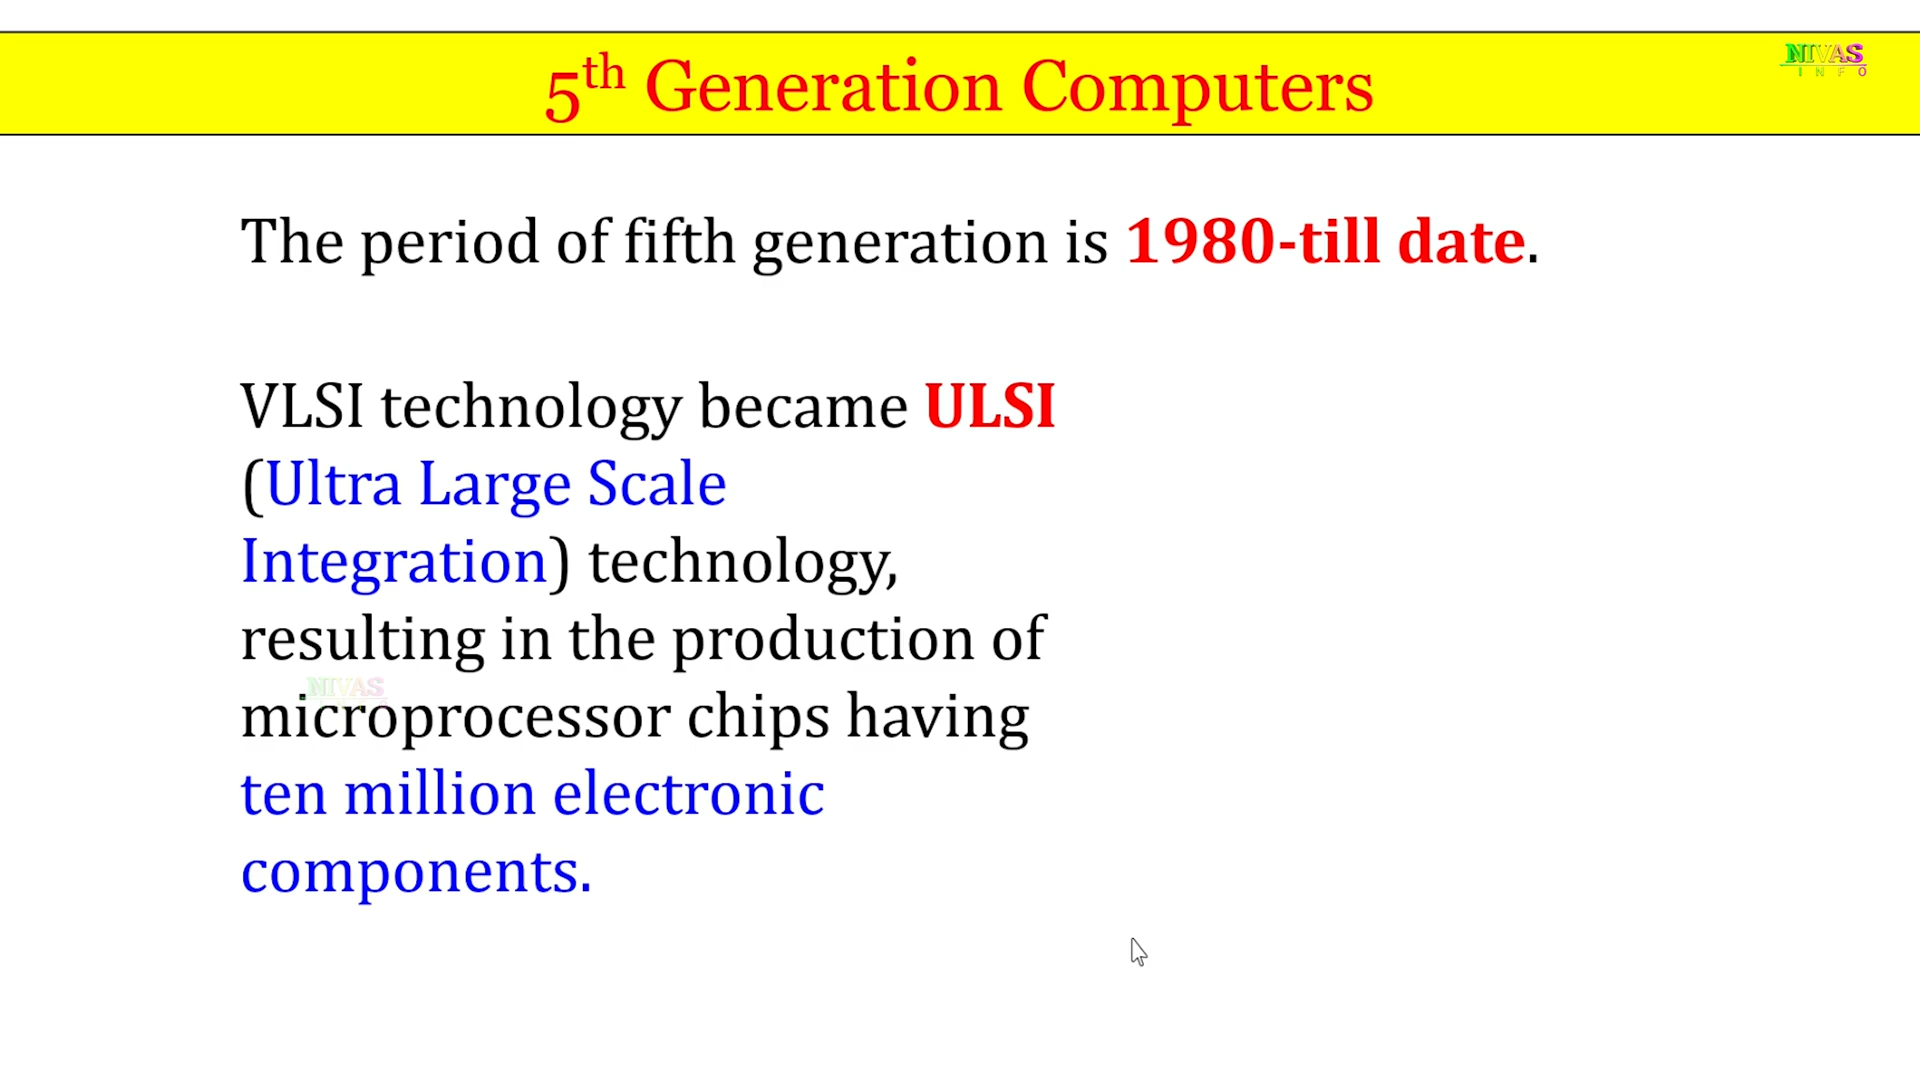 5th Generation Computers
NIVAS
INFO
The period of fifth generation is 1980-till date.
VLSI technology became ULSI
(Ultra Large Scale
Integration) technology,
resulting in the production of
NIVAS
microprocessor chips having
ten million electronic
components.